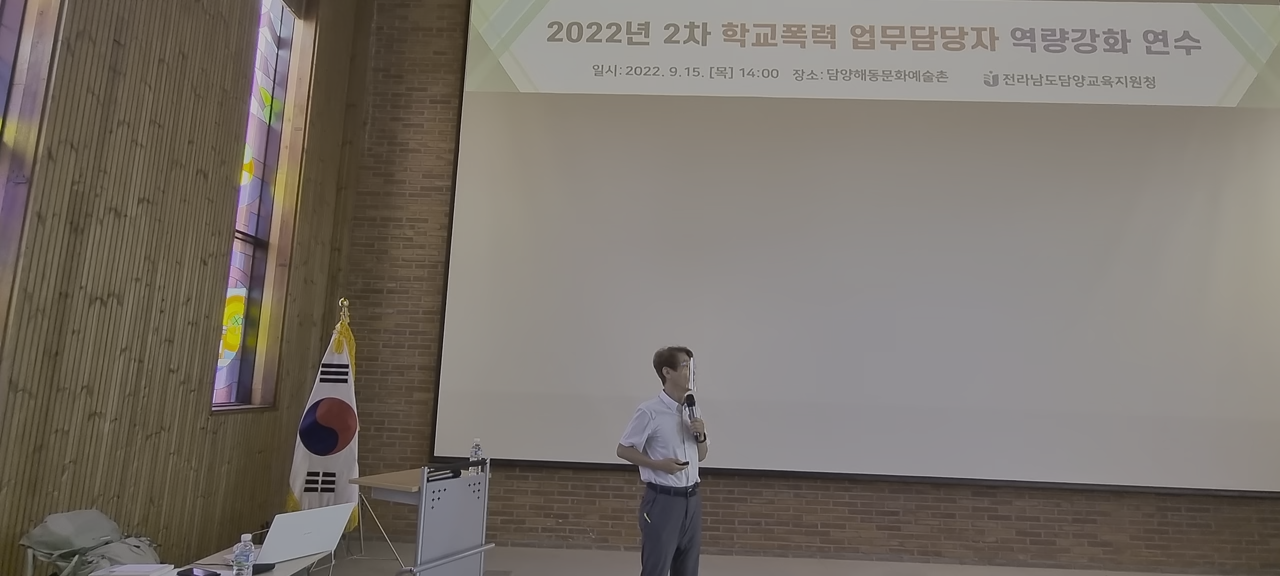 2022년 2차 학교폭력 업무담당자 역량강화 연수
일시: 2022. 9.15. [목] 14:00 장소: 담양해동문화예술촌 전라남도담양교육지원청